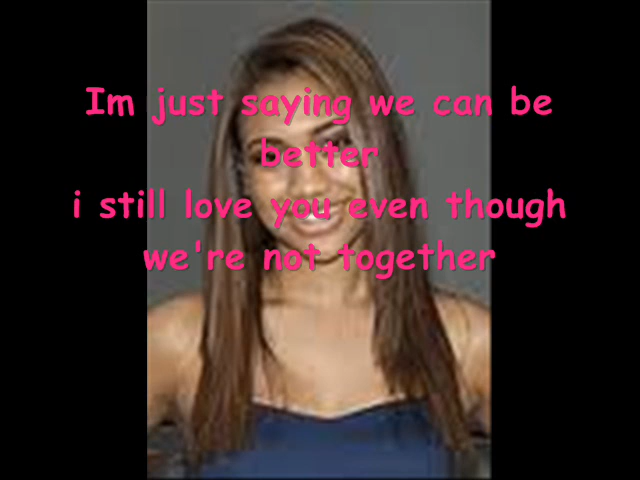 Im just saying we can be
better
i still love you even though
we're not together